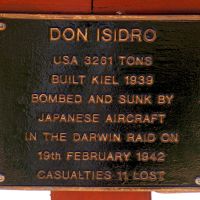 DON ISIDRO
USA 3261 TONS
BUILT KIEL 1939
BOMBED AND SUNK BY
JAPANESE AIRCRAFT
IN THE DARWIN RAID ON
19th FEBRUARY 1942
CASUALTIES 11 LOST